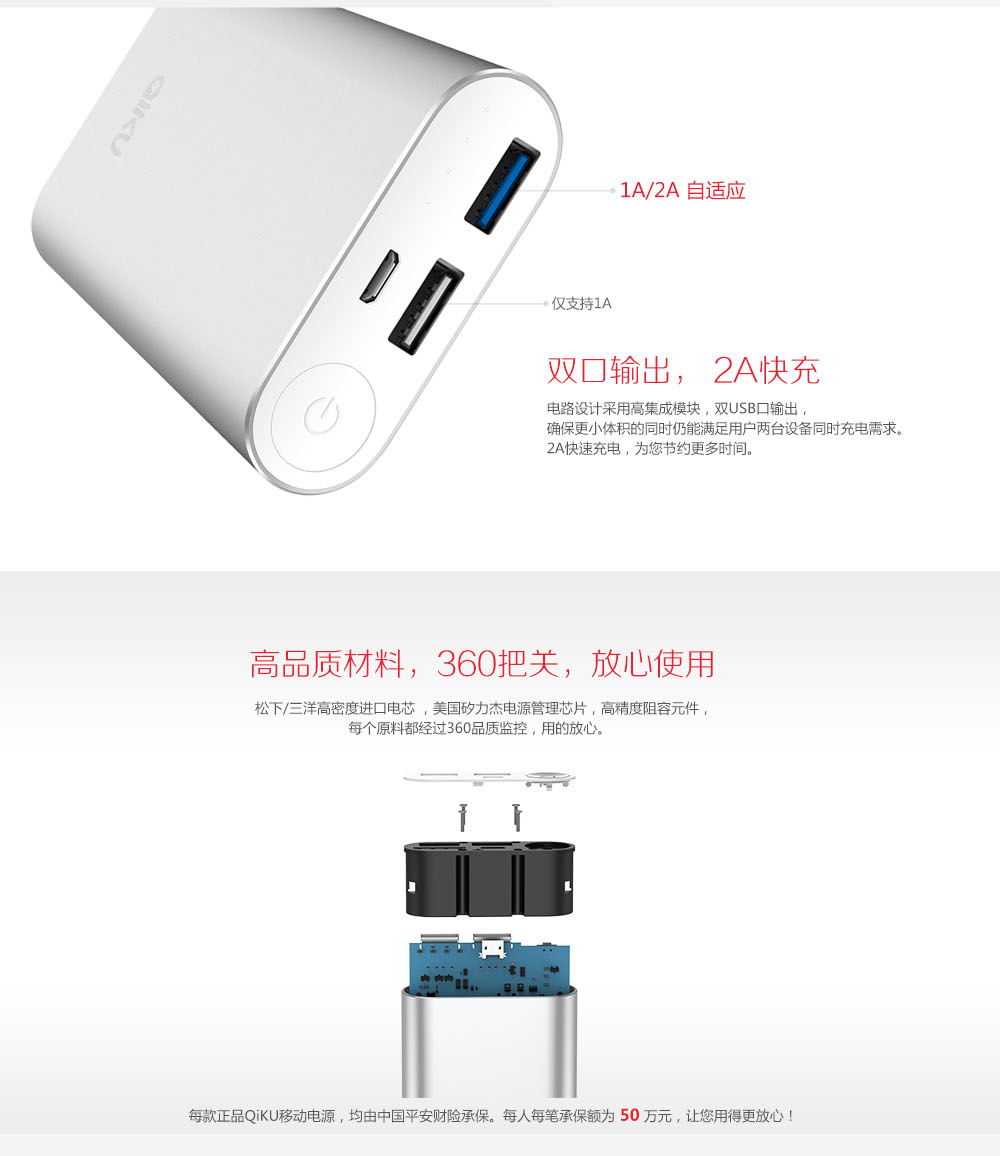 QiKU
1A/2A 自适应
仅支持1A
双口输出， 2A快充
电路设计采用高集成模块，双USB口输出，
确保更小体积的同时仍能满足用户两台设备同时充电需求。
2A快速充电，为您节约更多时间。
高品质材料，360把关，放心使用
松下/三洋高密度进口电芯 ，美国矽力杰电源管理芯片，高精度阻容元件，
每个原料都经过360品质监控，用的放心。
每款正品QiKU移动电源，均由中国平安财险承保。每人每笔承保额为 50 万元，让您用得更放心！